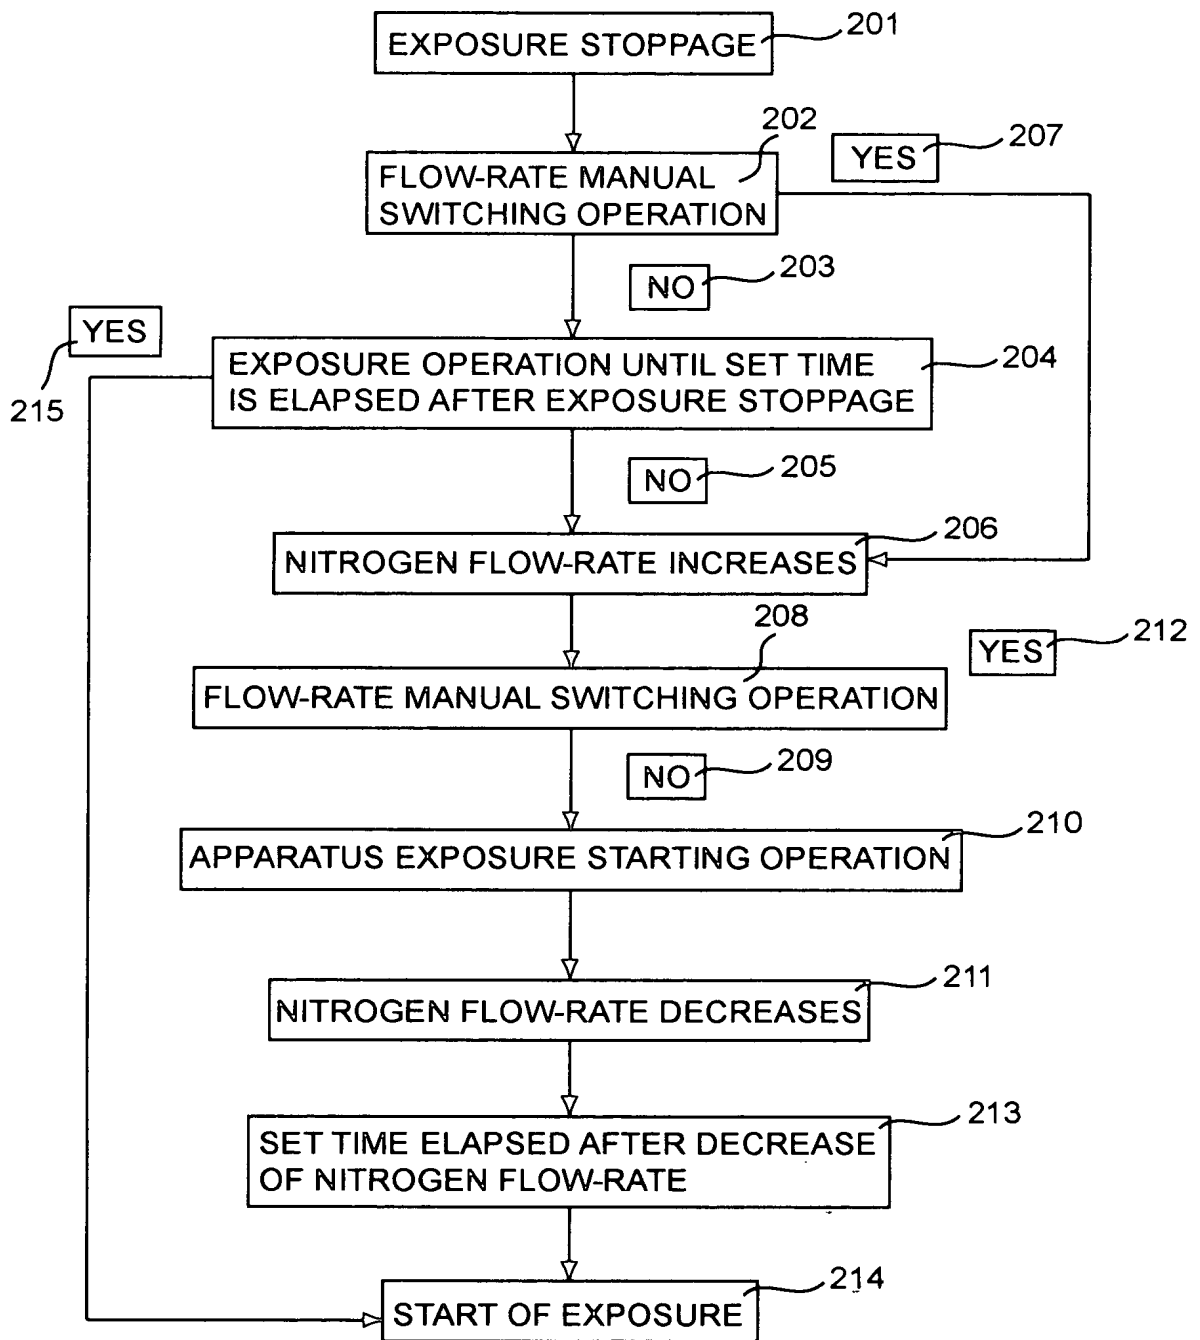 EXPOSURE STOPPAGE
201
202
YES
207
FLOW-RATE MANUAL
SWITCHING OPERATION
NO
203
YES
215
EXPOSURE OPERATION UNTIL SET TIME
IS ELAPSED AFTER EXPOSURE STOPPAGE
204
NO
205
NITROGEN FLOW-RATE INCREASES
206
208
YES
212
FLOW-RATE MANUAL SWITCHING OPERATION
NO
209
APPARATUS EXPOSURE STARTING OPERATION
210
NITROGEN FLOW-RATE DECREASES
211
SET TIME ELAPSED AFTER DECREASE
OF NITROGEN FLOW-RATE
213
START OF EXPOSURE
214